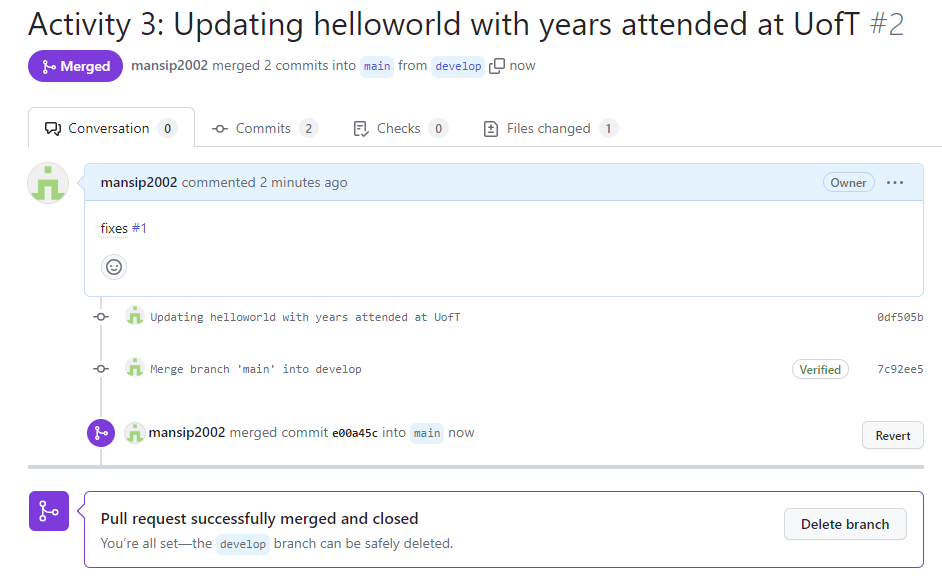 Activity 3: Updating helloworld with years attended at UofT #2
Merged mansip2002 merged 2 commits into main from develop now
Conversation 0 Commits 2 Checks 0 Files changed 1
mansip2002 commented 2 minutes ago Owner
fixes #1
Updating helloworld with years attended at UofT 0df505b
Merge branch 'main' into develop Verified 7c92ee5
mansip2002 merged commit e00a45c into main now Revert
Pull request successfully merged and closed
You’re all set—the develop branch can be safely deleted.
Delete branch